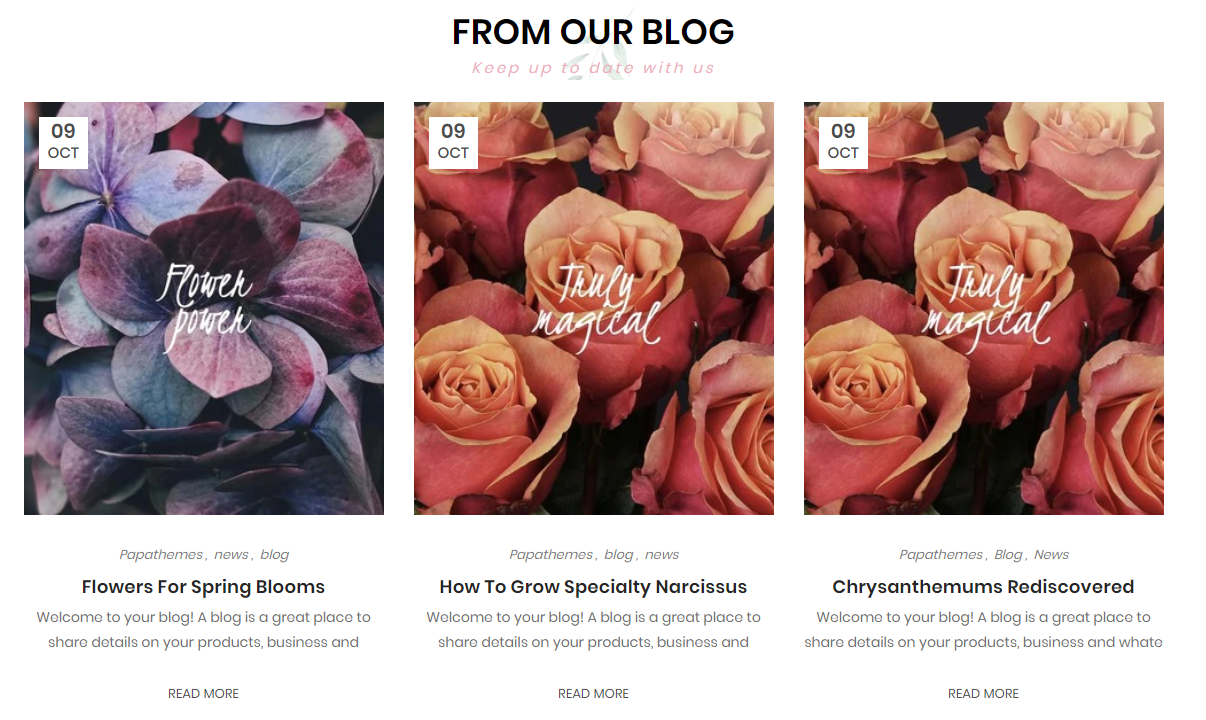 FROM OUR BLOG
Keep up to date with us
09
OCT
Flower
power
Papathemes , news , blog
Flowers For Spring Blooms
Welcome to your blog! A blog is a great place to
share details on your products, business and
READ MORE
09
OCT
Truly
magical
Papathemes , blog , news
How To Grow Specialty Narcissus
Welcome to your blog! A blog is a great place to
share details on your products, business and
READ MORE
09
OCT
Truly
magical
Papathemes , Blog , News
Chrysanthemums Rediscovered
Welcome to your blog! A blog is a great place to
share details on your products, business and whate
READ MORE